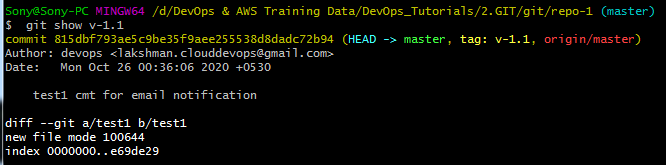 Sony@Sony-PC MINGW64 /d/DevOps & AWS Training Data/DevOps_Tutorials/2.GIT/git/repo-1 (master)
$ git show v-1.1
commit 815dbf793ae5c9be35f9aee255538d8dadc72b94 (HEAD -> master, tag: v-1.1, origin/master)
Author: devops <lakshman.clouddevops@gmail.com>
Date:   Mon Oct 26 00:36:06 2020 +0530
test1 cmt for email notification
diff --git a/test1 b/test1
new file mode 100644
index 0000000..e69de29